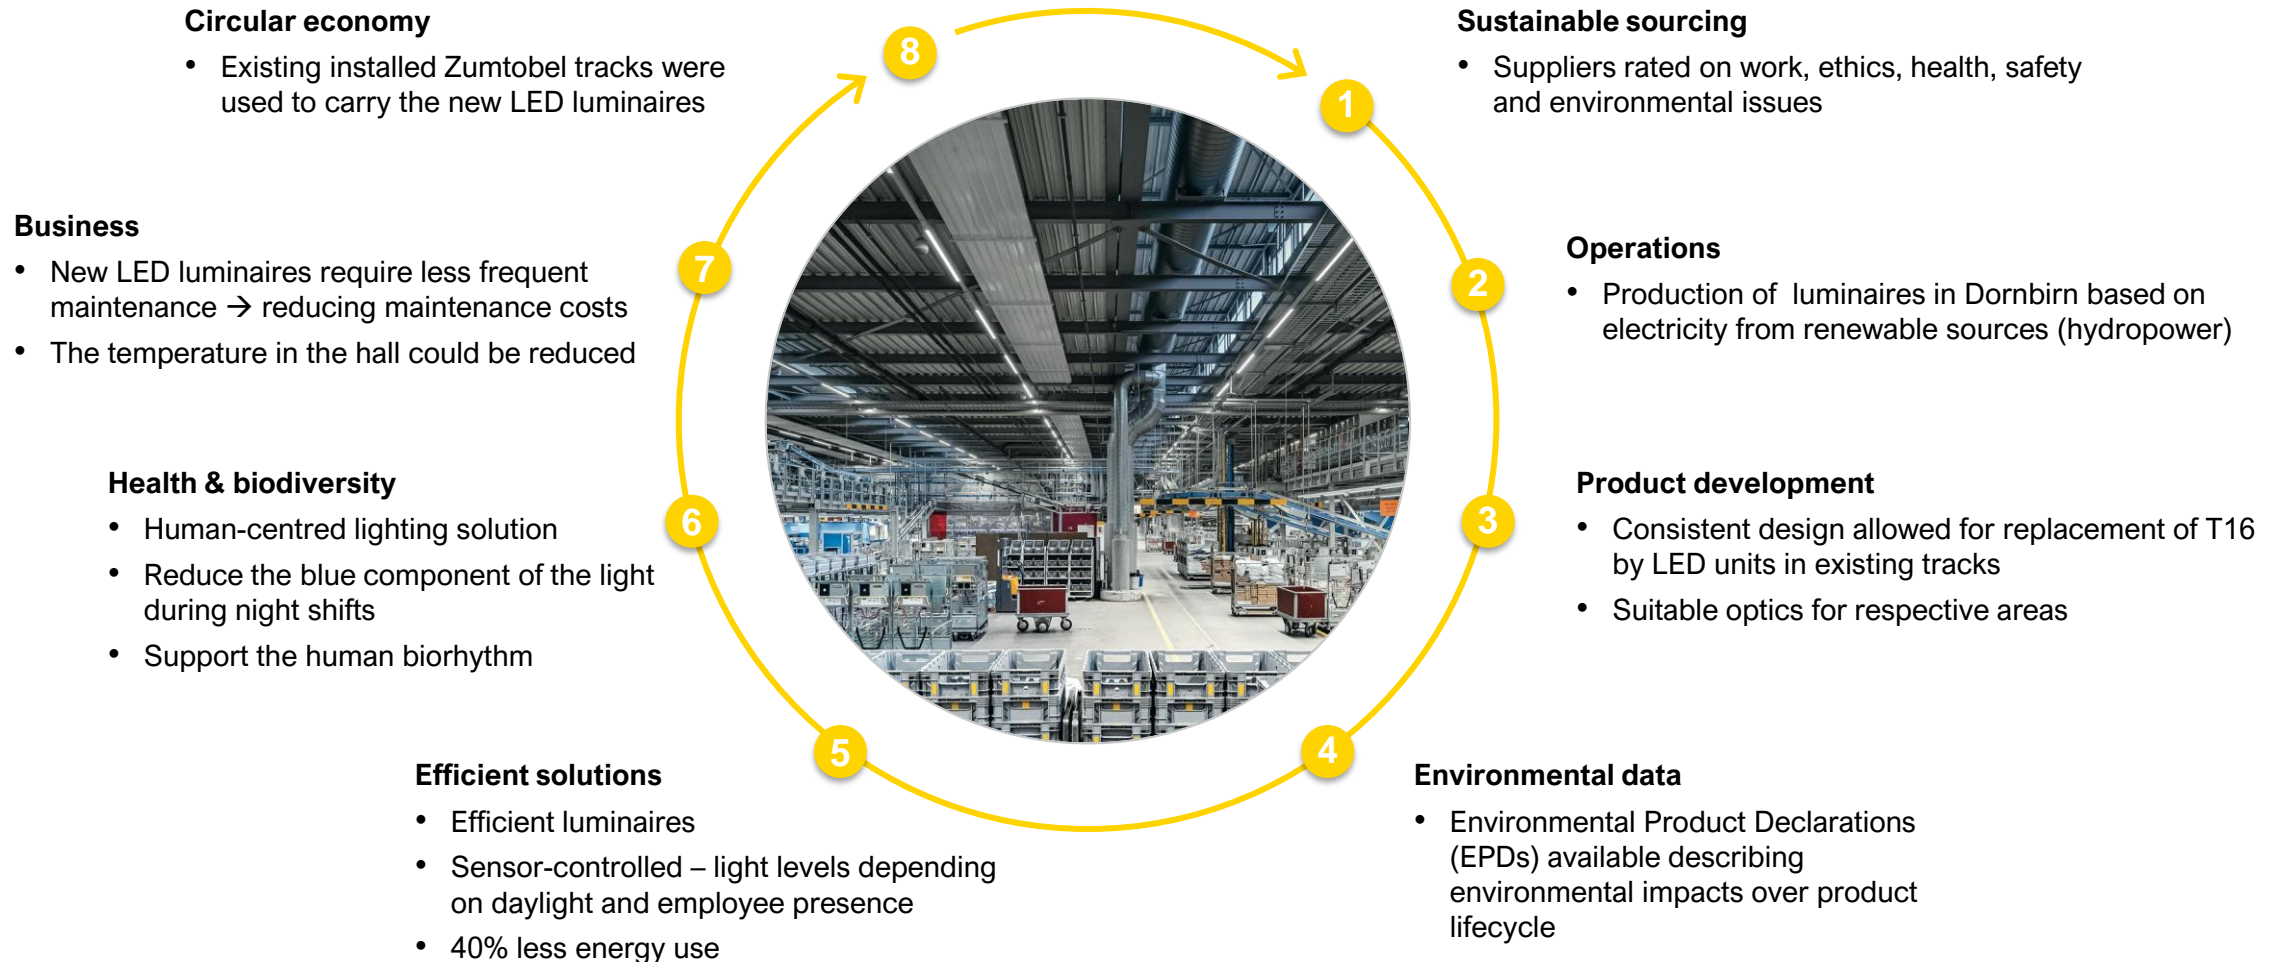 Circular economy
• Existing installed Zumtobel tracks were
used to carry the new LED luminaires
8
Sustainable sourcing
• Suppliers rated on work, ethics, health, safety
and environmental issues
1
Business
• New LED luminaires require less frequent
maintenance → reducing maintenance costs
• The temperature in the hall could be reduced
7
Operations
• Production of  luminaires in Dornbirn based on
electricity from renewable sources (hydropower)
2
Health & biodiversity
• Human-centred lighting solution
• Reduce the blue component of the light
during night shifts
• Support the human biorhythm
6
Product development
• Consistent design allowed for replacement of T16
by LED units in existing tracks
• Suitable optics for respective areas
3
5
Efficient solutions
• Efficient luminaires
• Sensor-controlled – light levels depending
on daylight and employee presence
• 40% less energy use
4
Environmental data
• Environmental Product Declarations
(EPDs) available describing
environmental impacts over product
lifecycle